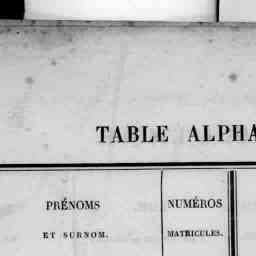 TABLE ALPHA
PRÉNOMS
ET SURNOM.
NUMÉROS
MATRICULES.